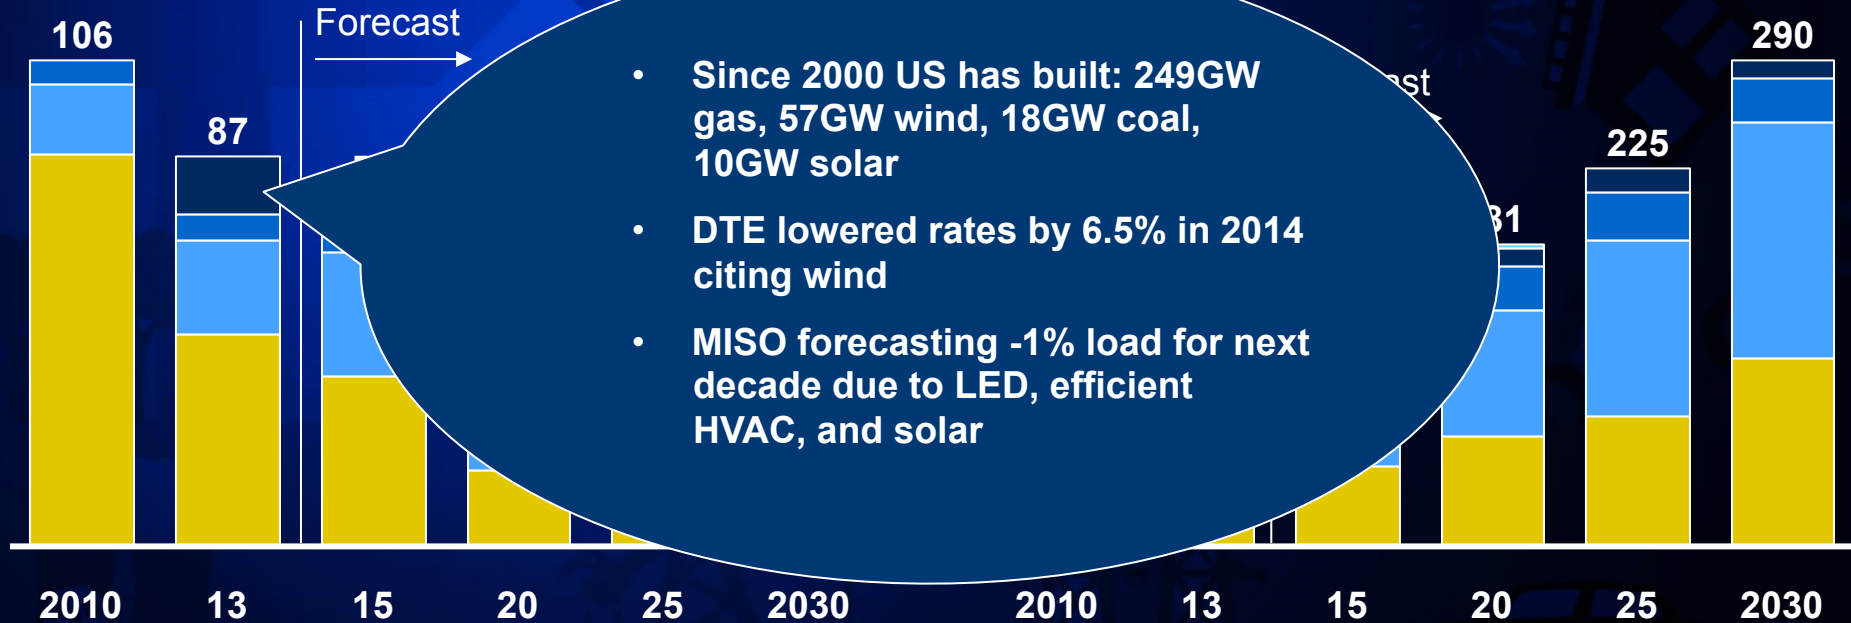 106
Forecast
290
• Since 2000 US has built: 249GW
gas, 57GW wind, 18GW coal,
10GW solar
87
225
• DTE lowered rates by 6.5% in 2014
citing wind
• MISO forecasting -1% load for next
decade due to LED, efficient
HVAC, and solar
2010 13 15 20 25 2030 2010 13 15 20 25 2030